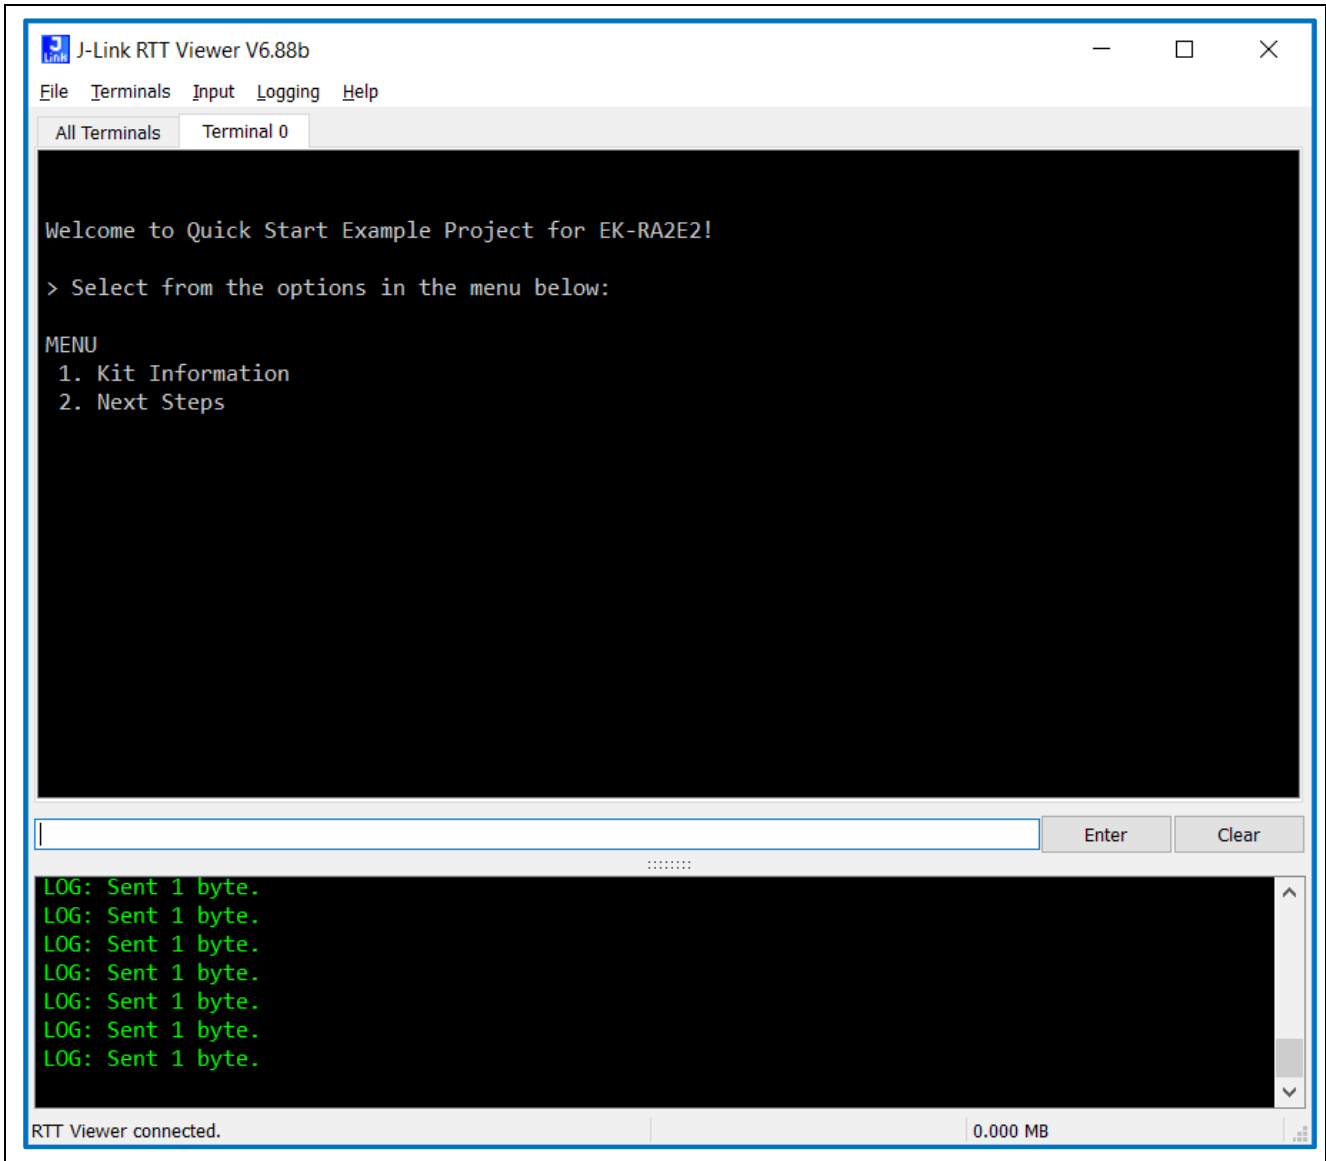 J Link J-Link RTT Viewer V6.88b
File Terminals Input Logging Help
All Terminals Terminal 0
Welcome to Quick Start Example Project for EK-RA2E2!
> Select from the options in the menu below:
MENU
1. Kit Information
2. Next Steps
Enter Clear
LOG: Sent 1 byte.
LOG: Sent 1 byte.
LOG: Sent 1 byte.
LOG: Sent 1 byte.
LOG: Sent 1 byte.
LOG: Sent 1 byte.
LOG: Sent 1 byte.
RTT Viewer connected. 0.000 MB